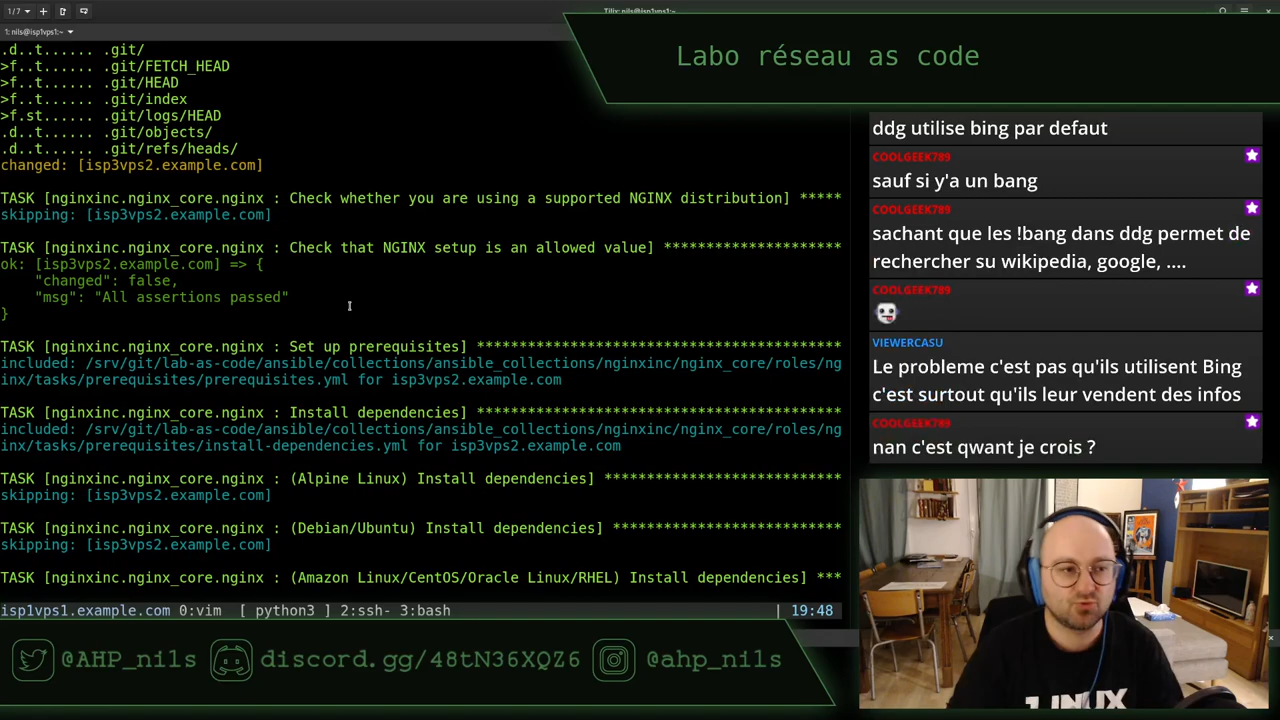 1/7
Tilix: nils@isp1vps1:~
1: nils@isp1vps1:~
.d..t...... .git/
>f..t...... .git/FETCH_HEAD
>f..t...... .git/HEAD
>f..t...... .git/index
>f.st...... .git/logs/HEAD
.d..t...... .git/objects/
.d..t...... .git/refs/heads/
changed: [isp3vps2.example.com]
TASK [nginxinc.nginx_core.nginx : Check whether you are using a supported NGINX distribution] *****
skipping: [isp3vps2.example.com]
TASK [nginxinc.nginx_core.nginx : Check that NGINX setup is an allowed value] *********************
ok: [isp3vps2.example.com] => {
    "changed": false,
    "msg": "All assertions passed"
}
TASK [nginxinc.nginx_core.nginx : Set up prerequisites] *******************************************
included: /srv/git/lab-as-code/ansible/collections/ansible_collections/nginxinc/nginx_core/roles/ng
inx/tasks/prerequisites/prerequisites.yml for isp3vps2.example.com
TASK [nginxinc.nginx_core.nginx : Install dependencies] *******************************************
included: /srv/git/lab-as-code/ansible/collections/ansible_collections/nginxinc/nginx_core/roles/ng
inx/tasks/prerequisites/install-dependencies.yml for isp3vps2.example.com
TASK [nginxinc.nginx_core.nginx : (Alpine Linux) Install dependencies] ****************************
skipping: [isp3vps2.example.com]
TASK [nginxinc.nginx_core.nginx : (Debian/Ubuntu) Install dependencies] ***************************
skipping: [isp3vps2.example.com]
TASK [nginxinc.nginx_core.nginx : (Amazon Linux/CentOS/Oracle Linux/RHEL) Install dependencies] ***
isp1vps1.example.com 0:vim  [ python3 ] 2:ssh- 3:bash | 19:48
Labo réseau as code
ddg utilise bing par defaut
COOLGEEK789
sauf si y'a un bang
COOLGEEK789
sachant que les !bang dans ddg permet de
rechercher su wikipedia, google, ....
COOLGEEK789
VIEWERCASU
Le probleme c'est pas qu'ils utilisent Bing
c'est surtout qu'ils leur vendent des infos
COOLGEEK789
nan c'est qwant je crois ?
LINUX
@AHP_nils discord.gg/48tN36XQZ6 @ahp_nils